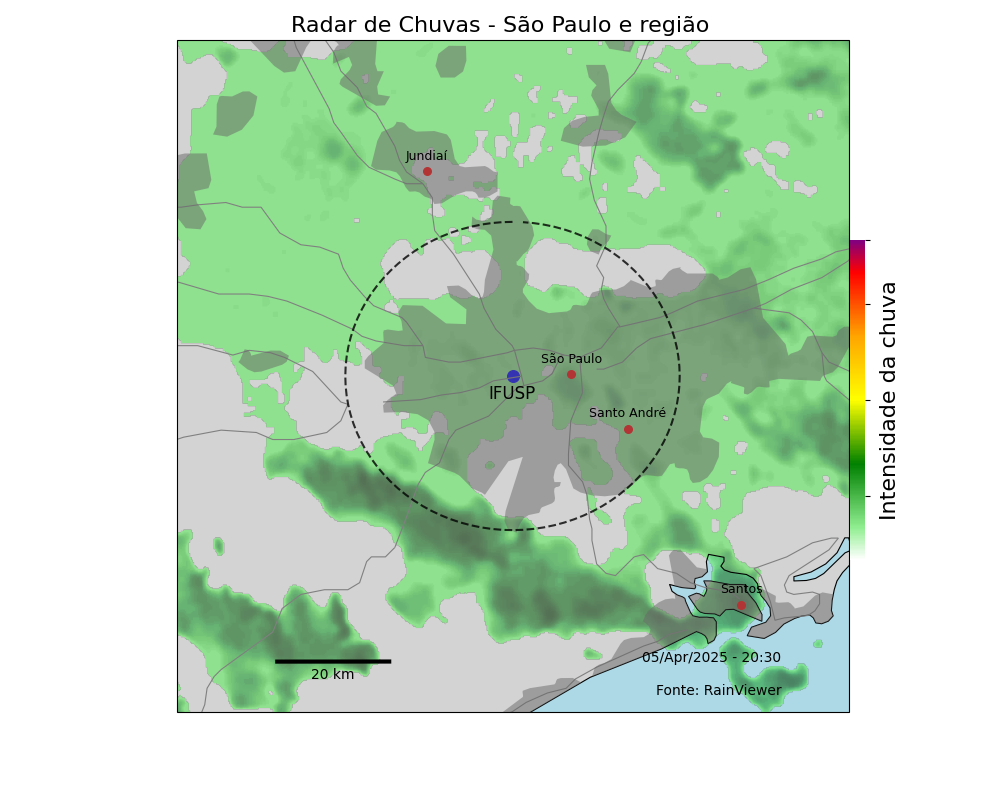 Radar de Chuvas - São Paulo e região
Jundiaí
São Paulo
IFUSP
Santo André
Santos
05/Apr/2025 - 20:30
20 km
Fonte: RainViewer
Intensidade da chuva